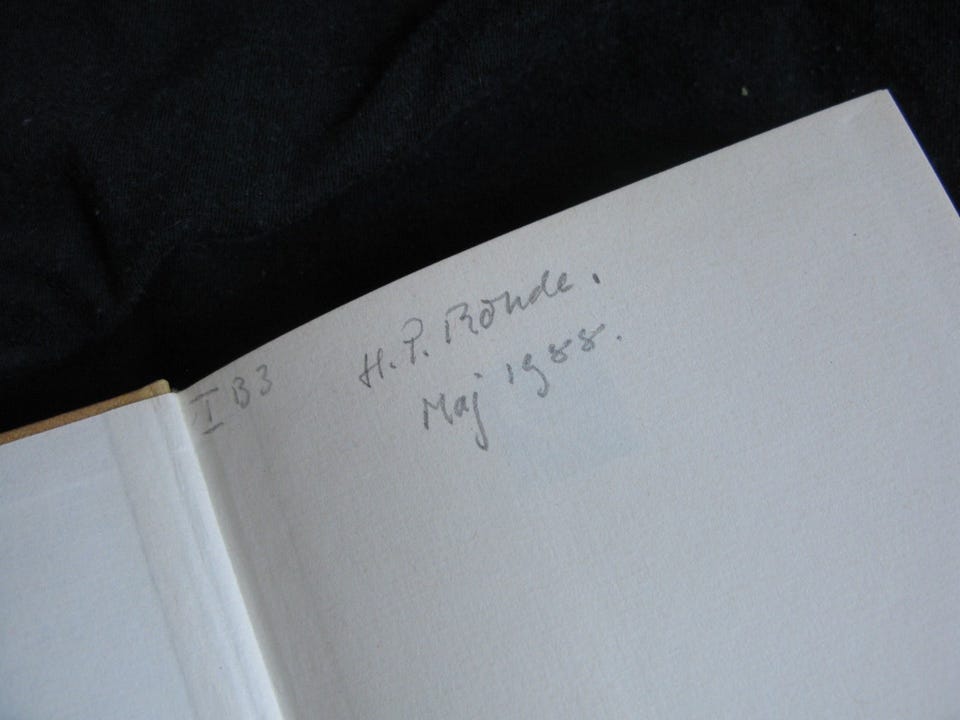 I B3
H. P. Rohde.
Maj 1988.